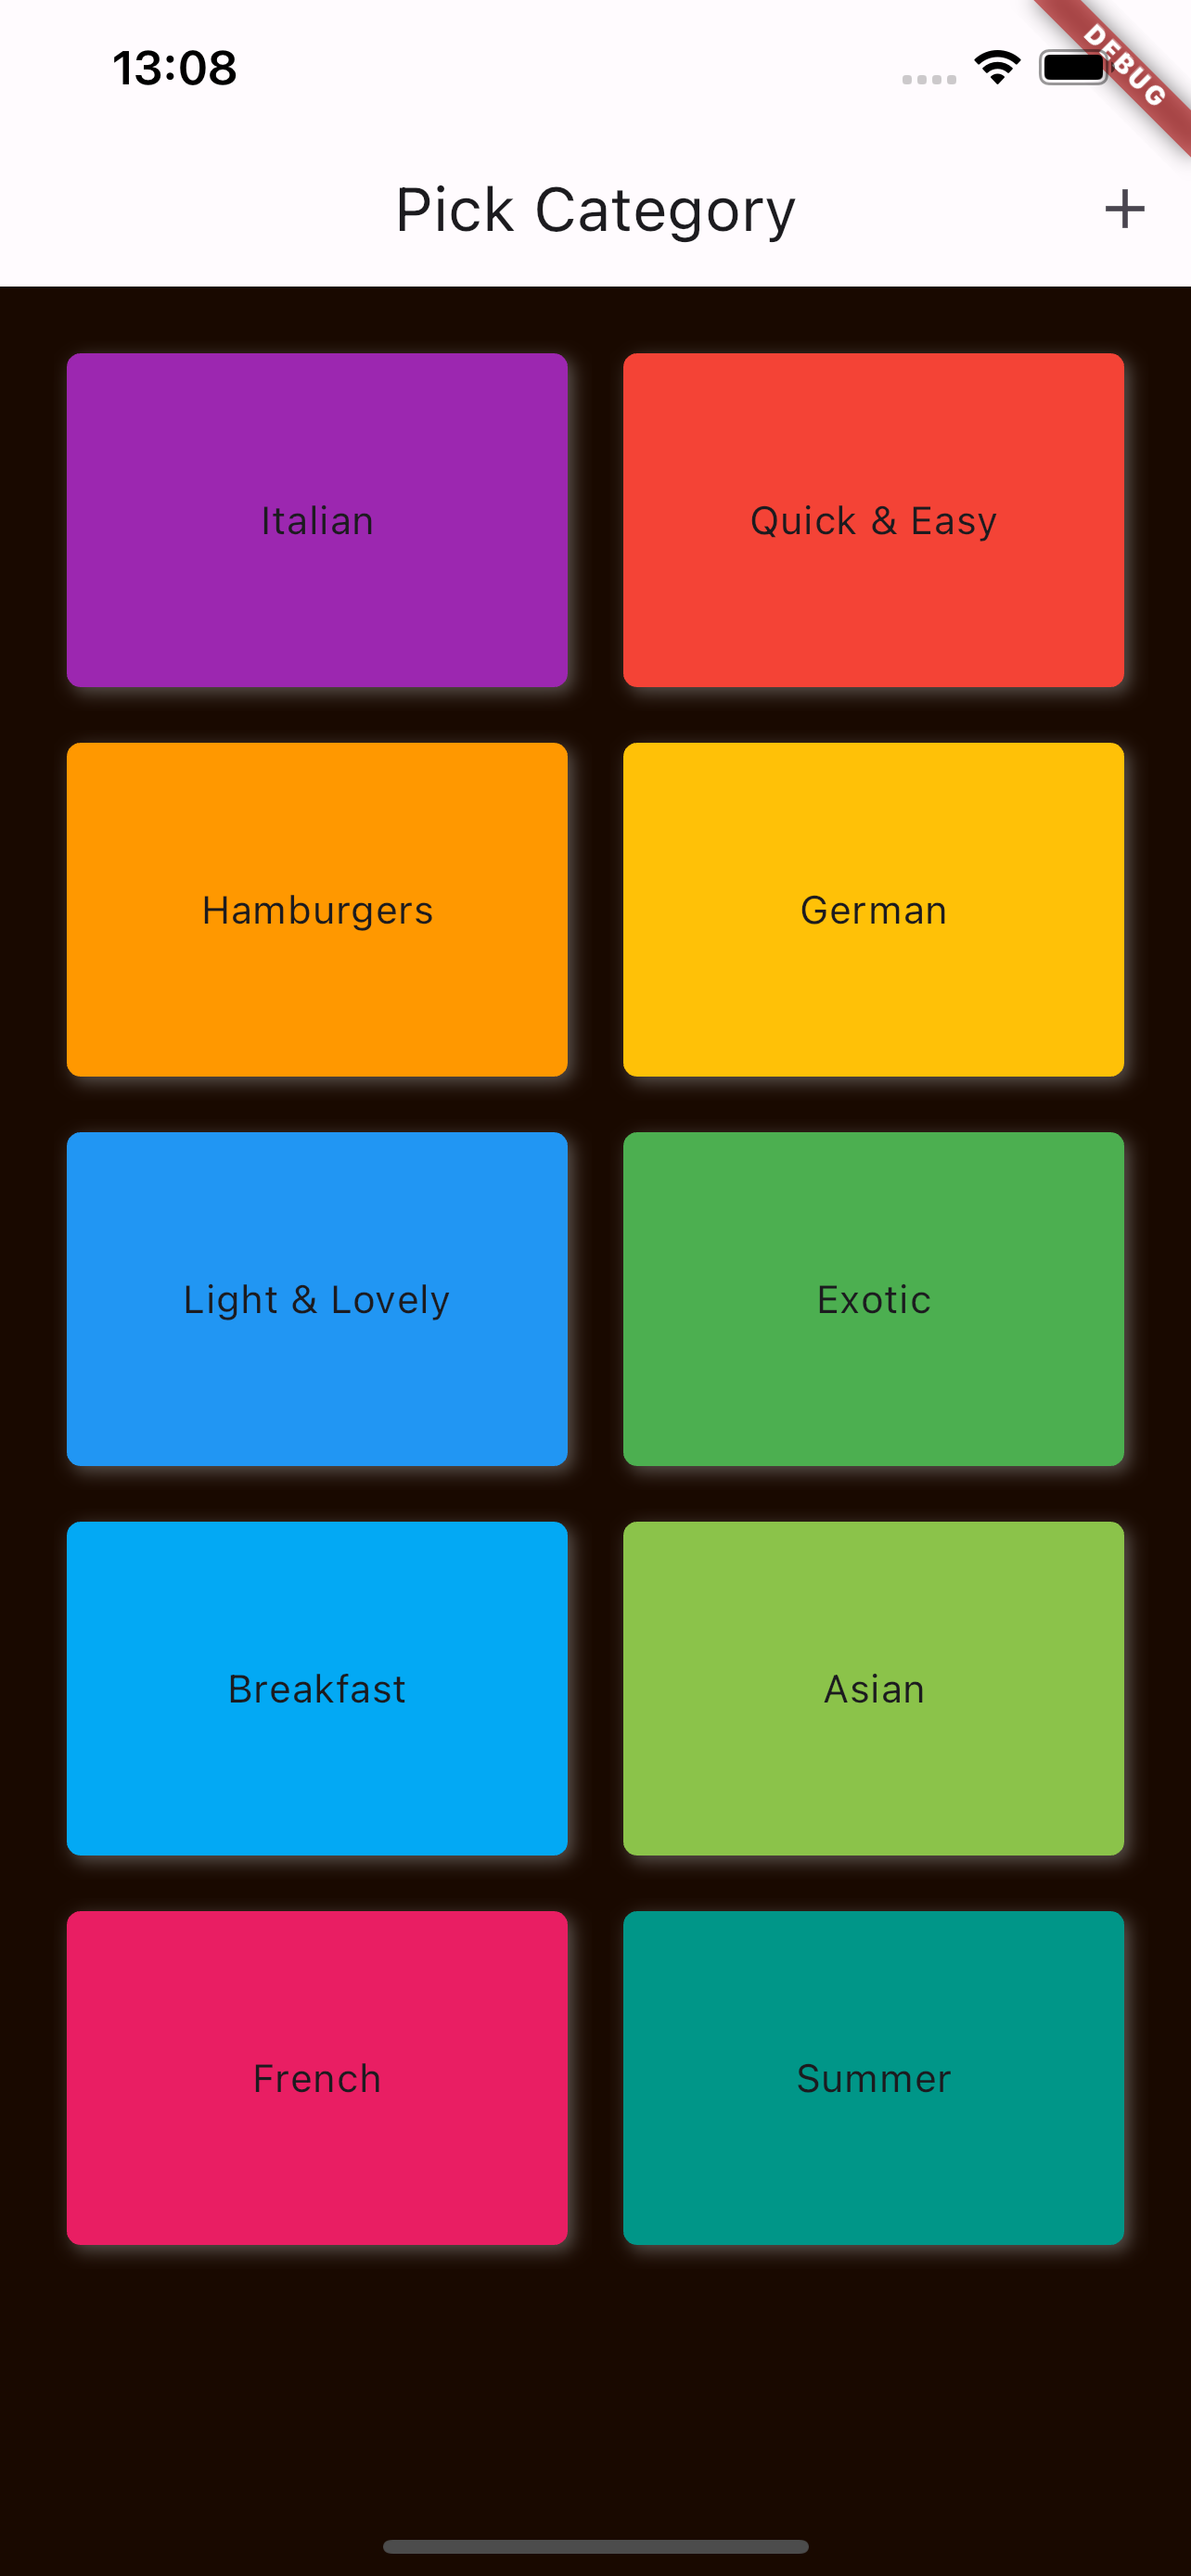 13:08
DEBUG
Pick Category
+
Italian
Quick & Easy
Hamburgers
German
Light & Lovely
Exotic
Breakfast
Asian
French
Summer